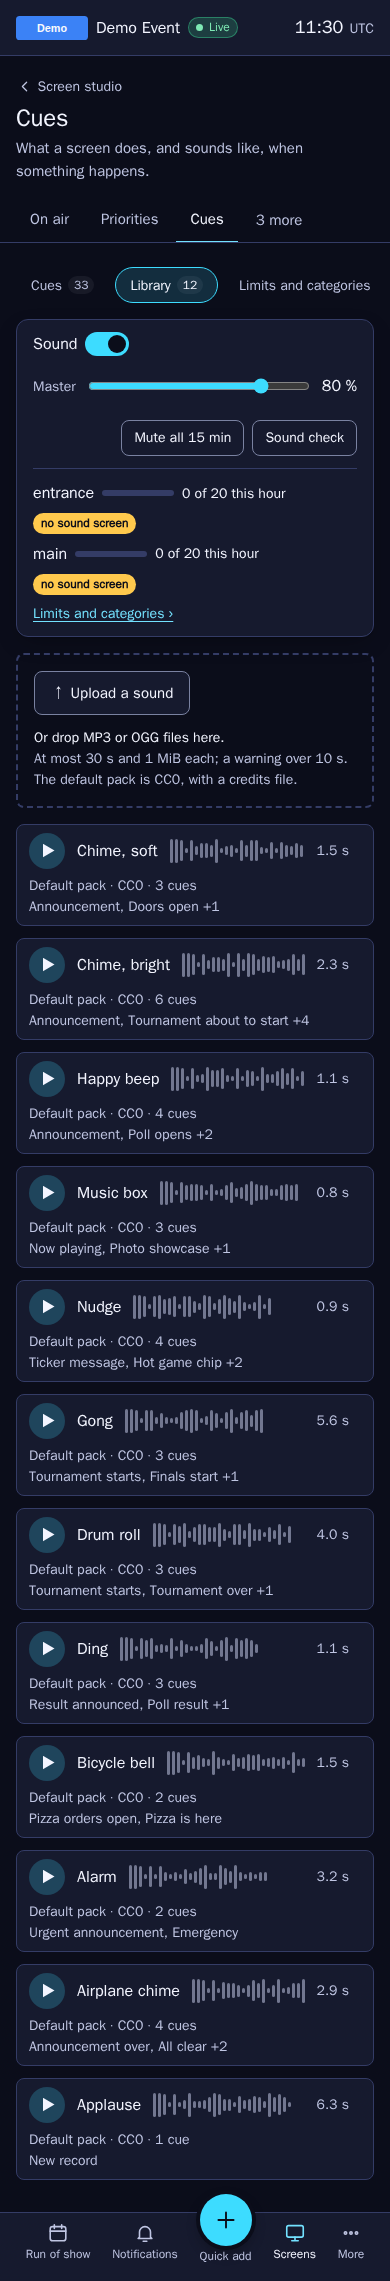 Demo Demo Event Live 11:30 UTC
Screen studio
Cues
What a screen does, and sounds like, when
something happens.
On air Priorities Cues 3 more
Cues 33 Library 12 Limits and categories
Sound
Master 80 %
Mute all 15 min Sound check
entrance 0 of 20 this hour
no sound screen
main 0 of 20 this hour
no sound screen
Limits and categories ›
↑ Upload a sound
Or drop MP3 or OGG files here.
At most 30 s and 1 MiB each; a warning over 10 s.
The default pack is CC0, with a credits file.
Chime, soft 1.5 s
Default pack · CC0 · 3 cues
Announcement, Doors open +1
Chime, bright 2.3 s
Default pack · CC0 · 6 cues
Announcement, Tournament about to start +4
Happy beep 1.1 s
Default pack · CC0 · 4 cues
Announcement, Poll opens +2
Music box 0.8 s
Default pack · CC0 · 3 cues
Now playing, Photo showcase +1
Nudge 0.9 s
Default pack · CC0 · 4 cues
Ticker message, Hot game chip +2
Gong 5.6 s
Default pack · CC0 · 3 cues
Tournament starts, Finals start +1
Drum roll 4.0 s
Default pack · CC0 · 3 cues
Tournament starts, Tournament over +1
Ding 1.1 s
Default pack · CC0 · 3 cues
Result announced, Poll result +1
Bicycle bell 1.5 s
Default pack · CC0 · 2 cues
Pizza orders open, Pizza is here
Alarm 3.2 s
Default pack · CC0 · 2 cues
Urgent announcement, Emergency
Airplane chime 2.9 s
Default pack · CC0 · 4 cues
Announcement over, All clear +2
Applause 6.3 s
Default pack · CC0 · 1 cue
New record
Run of show Notifications Quick add Screens More